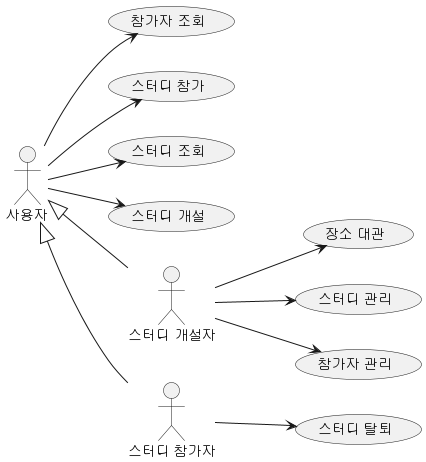 참가자 조회
스터디 참가
스터디 조회
사용자
스터디 개설
장소 대관
스터디 관리
스터디 개설자
참가자 관리
스터디 탈퇴
스터디 참가자